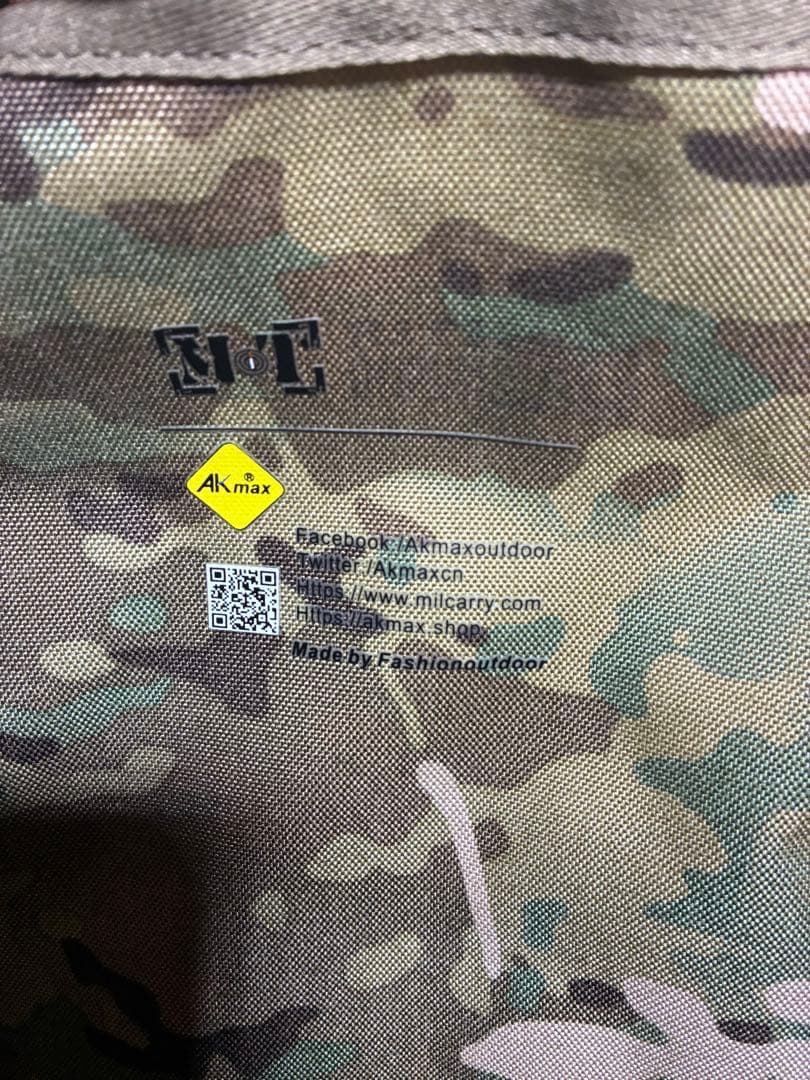 M T
AKmax®
Facebook /Akmaxoutdoor
Twitter /Akmaxcn
Https://www.milcarry.com
Https://akmax.shop
Made by Fashionoutdoor